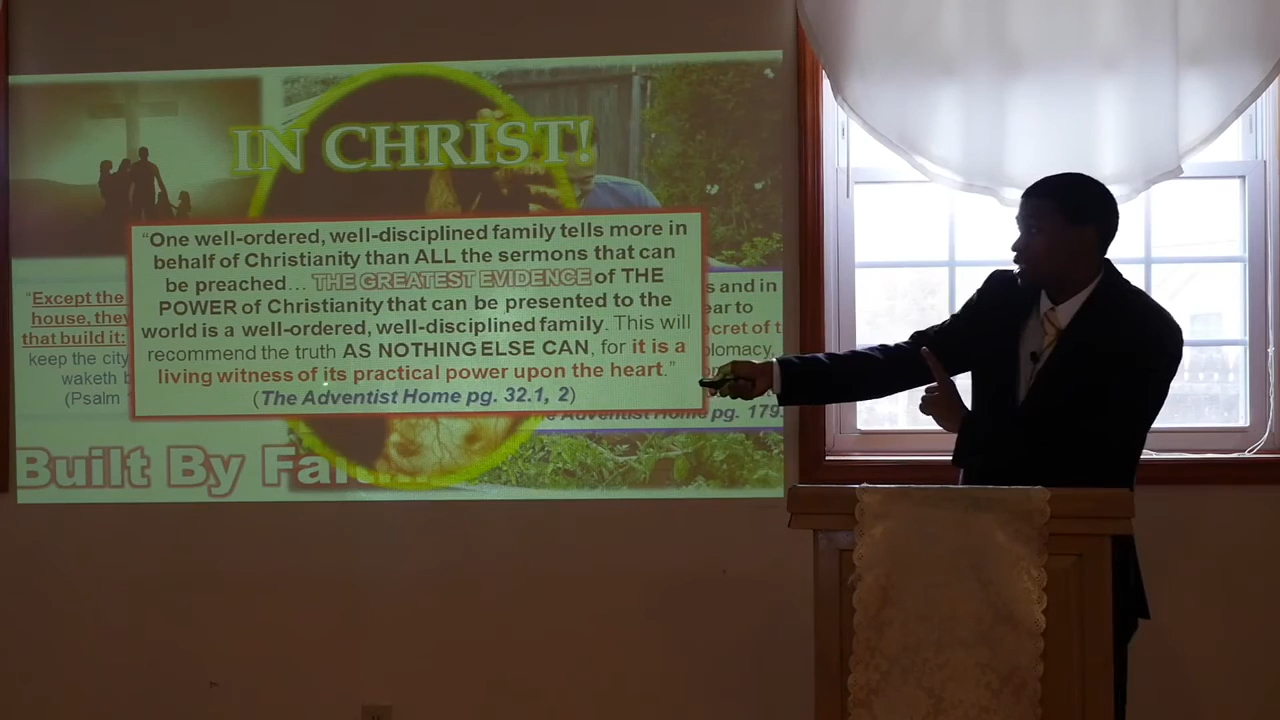 IN CHRIST!
“One well-ordered, well-disciplined family tells more in
behalf of Christianity than ALL the sermons that can
be preached… THE GREATEST EVIDENCE of THE
POWER of Christianity that can be presented to the
world is a well-ordered, well-disciplined family. This will
recommend the truth AS NOTHING ELSE CAN, for it is a
living witness of its practical power upon the heart.”
(The Adventist Home pg. 32.1, 2)
“Except the
house, they
that build it:
keep the city
waketh
(Psalm
s and in
ear to
ecret of t
plomacy,
Adventist Home pg. 179.
Built By